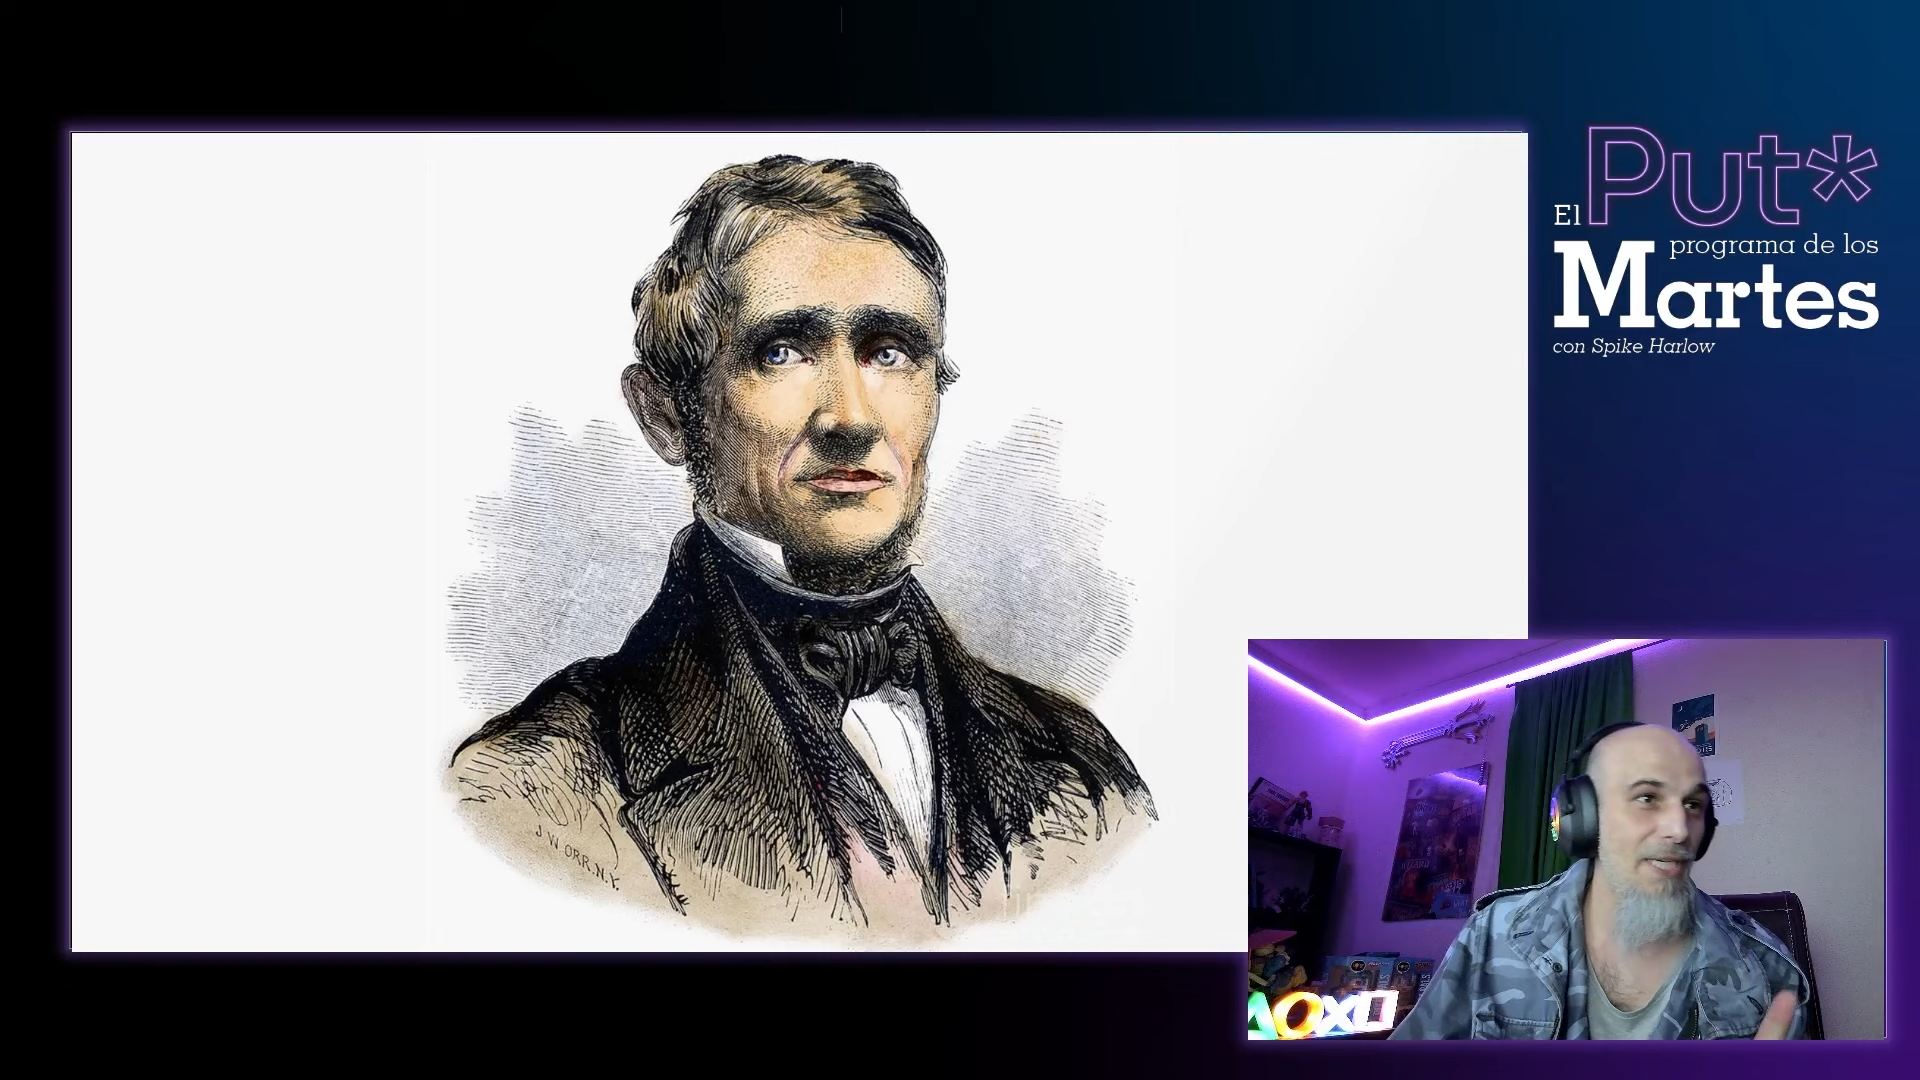 El Put*
programa de los
Martes
con Spike Harlow
J W ORR. N.Y.